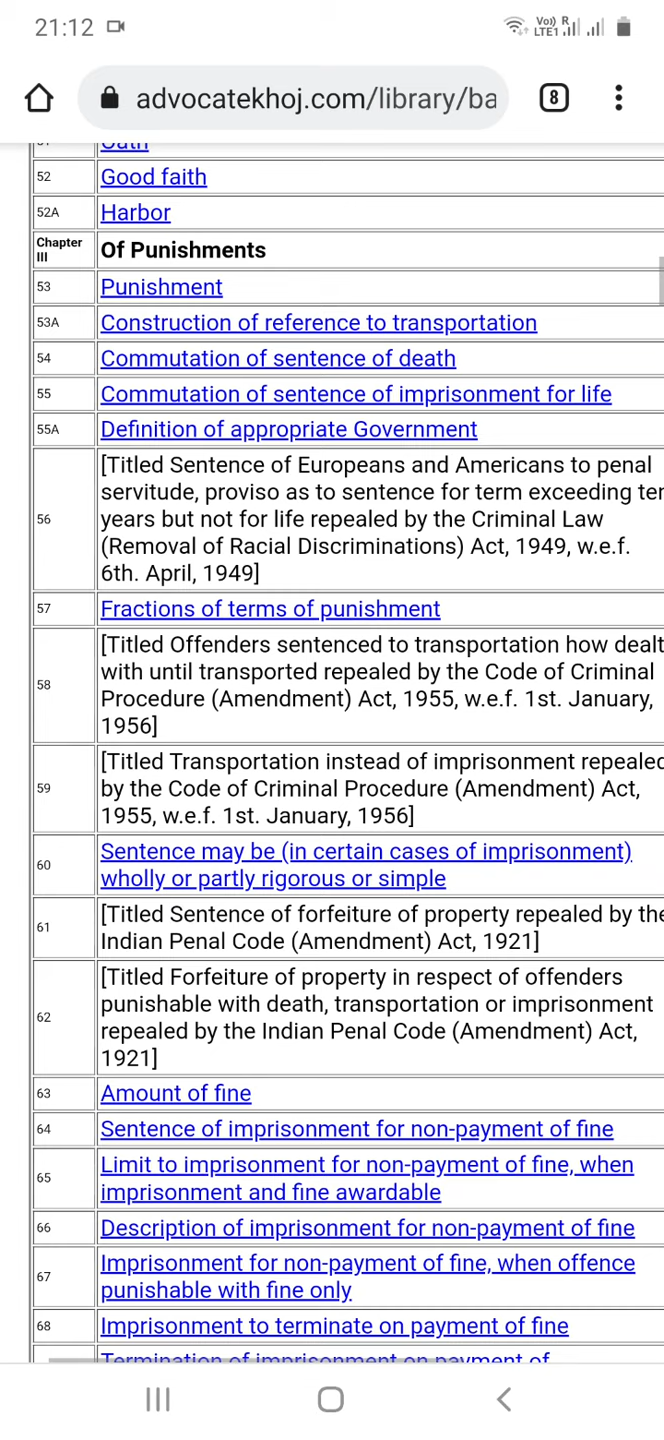 21:12
Vo)) R
LTE1
advocatekhoj.com/library/ba
8
51 Oath
52 Good faith
52A Harbor
Chapter
III
Of Punishments
53 Punishment
53A Construction of reference to transportation
54 Commutation of sentence of death
55 Commutation of sentence of imprisonment for life
55A Definition of appropriate Government
56
[Titled Sentence of Europeans and Americans to penal
servitude, proviso as to sentence for term exceeding ten
years but not for life repealed by the Criminal Law
(Removal of Racial Discriminations) Act, 1949, w.e.f.
6th. April, 1949]
57 Fractions of terms of punishment
58
[Titled Offenders sentenced to transportation how dealt
with until transported repealed by the Code of Criminal
Procedure (Amendment) Act, 1955, w.e.f. 1st. January,
1956]
59
[Titled Transportation instead of imprisonment repealed
by the Code of Criminal Procedure (Amendment) Act,
1955, w.e.f. 1st. January, 1956]
60
Sentence may be (in certain cases of imprisonment)
wholly or partly rigorous or simple
61
[Titled Sentence of forfeiture of property repealed by the
Indian Penal Code (Amendment) Act, 1921]
62
[Titled Forfeiture of property in respect of offenders
punishable with death, transportation or imprisonment
repealed by the Indian Penal Code (Amendment) Act,
1921]
63 Amount of fine
64 Sentence of imprisonment for non-payment of fine
65
Limit to imprisonment for non-payment of fine, when
imprisonment and fine awardable
66 Description of imprisonment for non-payment of fine
67
Imprisonment for non-payment of fine, when offence
punishable with fine only
68 Imprisonment to terminate on payment of fine
Termination of imprisonment on payment of